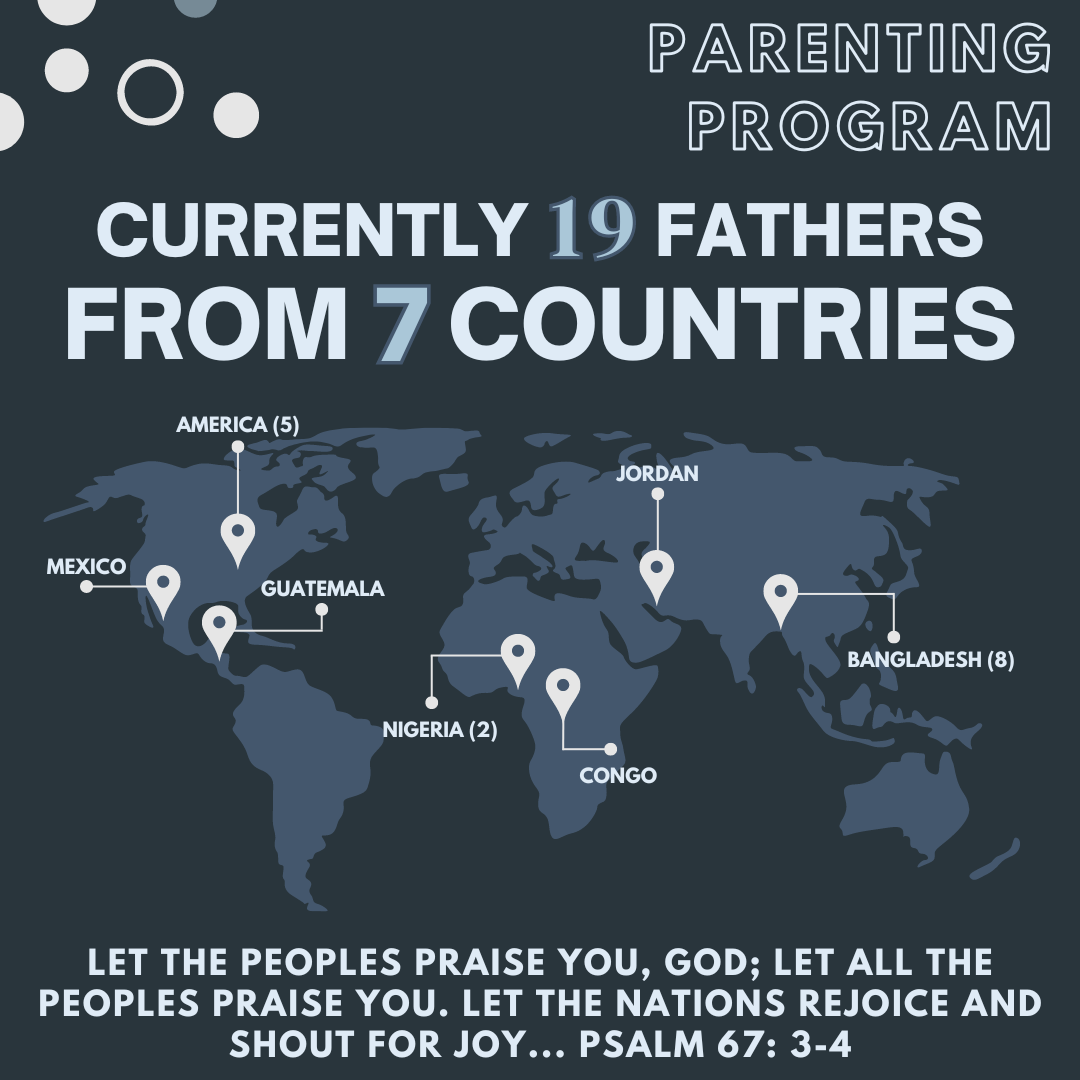 PARENTING
PROGRAM
CURRENTLY 19 FATHERS
FROM 7 COUNTRIES
AMERICA (5)
JORDAN
MEXICO
GUATEMALA
BANGLADESH (8)
NIGERIA (2)
CONGO
LET THE PEOPLES PRAISE YOU, GOD; LET ALL THE
PEOPLES PRAISE YOU. LET THE NATIONS REJOICE AND
SHOUT FOR JOY... PSALM 67: 3-4